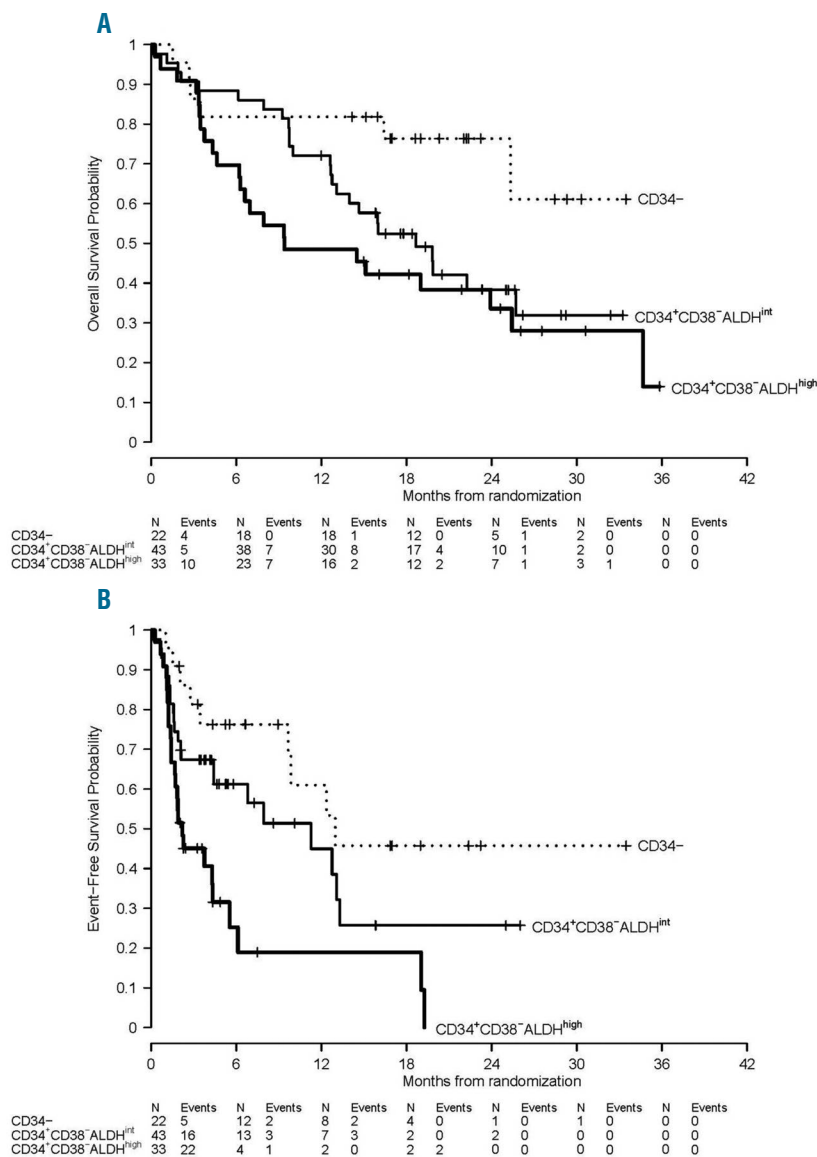 A
1
0.9
0.8
0.7
0.6
0.5
0.4
0.3
0.2
0.1
0
Overall Survival Probability
CD34−
CD34⁺CD38⁻ALDHⁱⁿᵗ
CD34⁺CD38⁻ALDHʰⁱᵍʰ
0 6 12 18 24 30 36 42
Months from randomization
N Events N Events N Events N Events N Events N Events N Events
CD34− 22 4 18 0 18 1 12 0 5 1 2 0 0 0
CD34⁺CD38⁻ALDHⁱⁿᵗ 43 5 38 7 30 8 17 4 10 1 2 0 0 0
CD34⁺CD38⁻ALDHʰⁱᵍʰ 33 10 23 7 16 2 12 2 7 1 3 1 0 0
B
1
0.9
0.8
0.7
0.6
0.5
0.4
0.3
0.2
0.1
0
Event−Free Survival Probability
CD34−
CD34⁺CD38⁻ALDHⁱⁿᵗ
CD34⁺CD38⁻ALDHʰⁱᵍʰ
0 6 12 18 24 30 36 42
Months from randomization
N Events N Events N Events N Events N Events N Events N Events
CD34− 22 5 12 2 8 2 4 0 1 0 1 0 0 0
CD34⁺CD38⁻ALDHⁱⁿᵗ 43 16 13 3 7 3 2 0 2 0 0 0 0 0
CD34⁺CD38⁻ALDHʰⁱᵍʰ 33 22 4 1 2 0 2 2 0 0 0 0 0 0